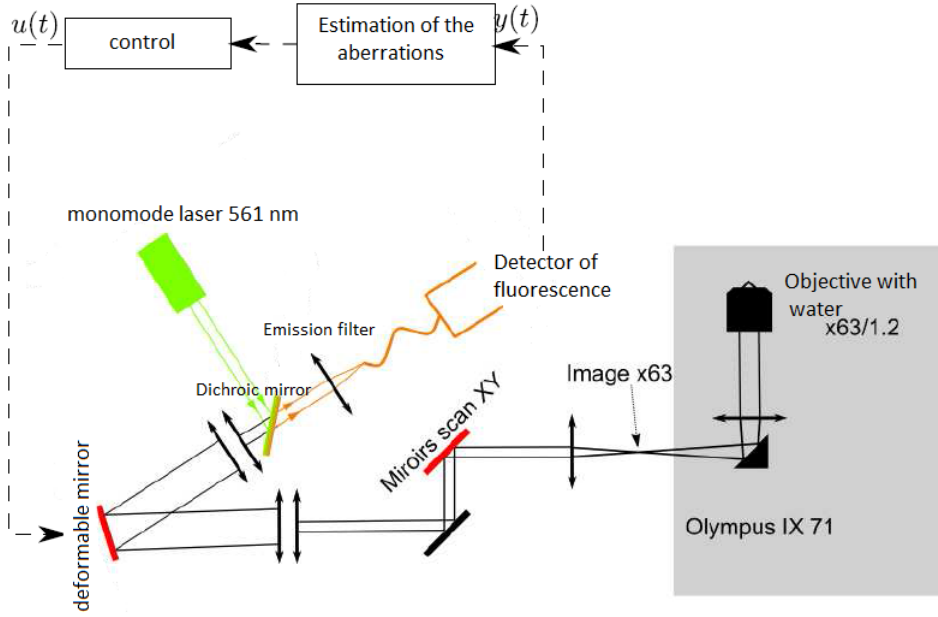 u(t)
control
Estimation of the
aberrations
y(t)
monomode laser 561 nm
Detector of
fluorescence
Emission filter
Dichroic mirror
Objective with
water
x63/1.2
Image x63
Miroirs scan XY
deformable mirror
Olympus IX 71